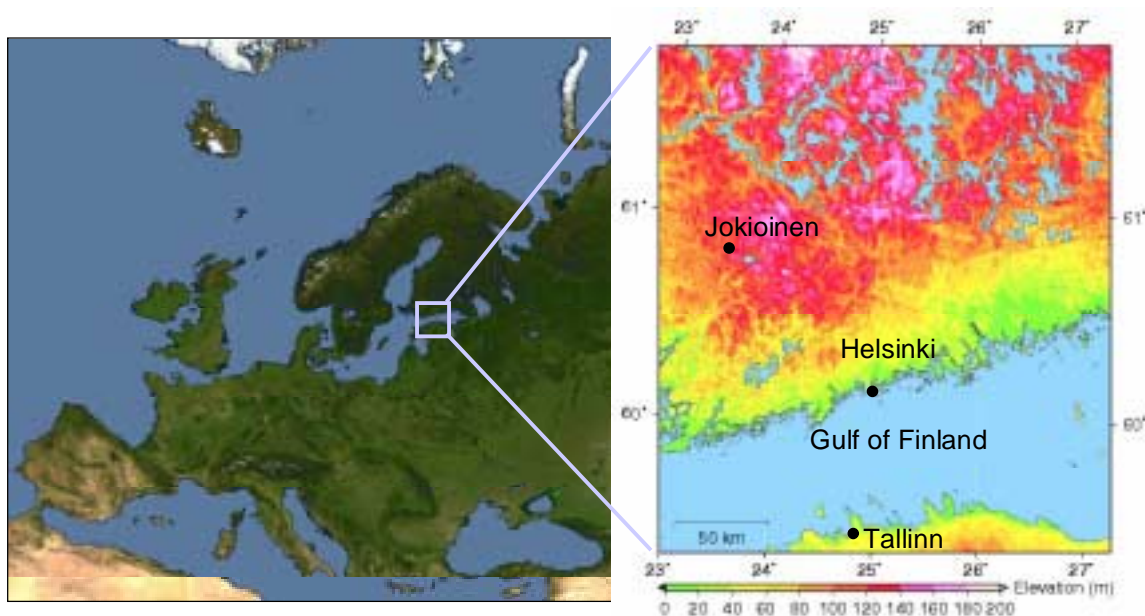 23° 24° 25° 26° 27°
61° 61°
Jokioinen
Helsinki
60° 60°
Gulf of Finland
50 km
Tallinn
23° 24° 25° 26° 27°
Elevation (m)
0 20 40 60 80 100 120 140 160 180 200